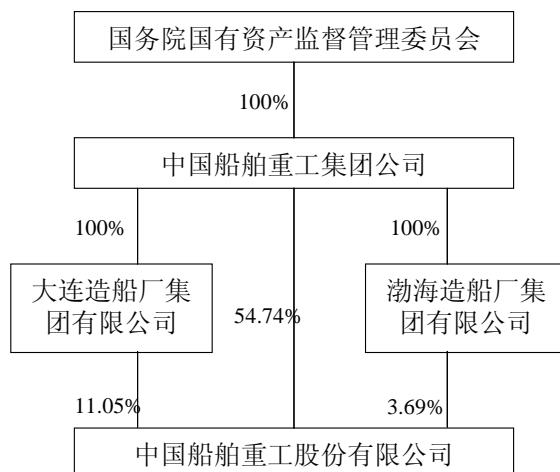 国务院国有资产监督管理委员会
100%
中国船舶重工集团公司
100%
100%
大连造船厂集
团有限公司
54.74%
渤海造船厂集
团有限公司
11.05%
3.69%
中国船舶重工股份有限公司